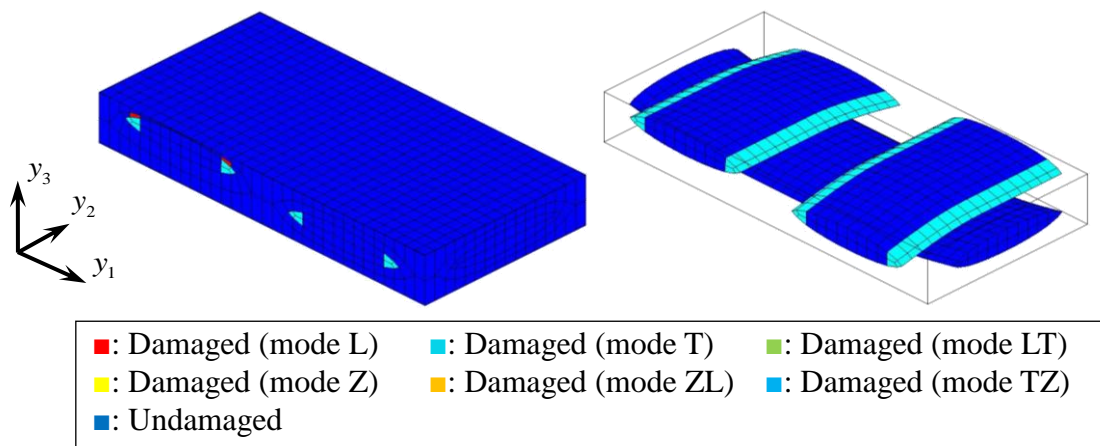 y3
y2
y1
■: Damaged (mode L) ■: Damaged (mode T) ■: Damaged (mode LT)
■: Damaged (mode Z) ■: Damaged (mode ZL) ■: Damaged (mode TZ)
■: Undamaged